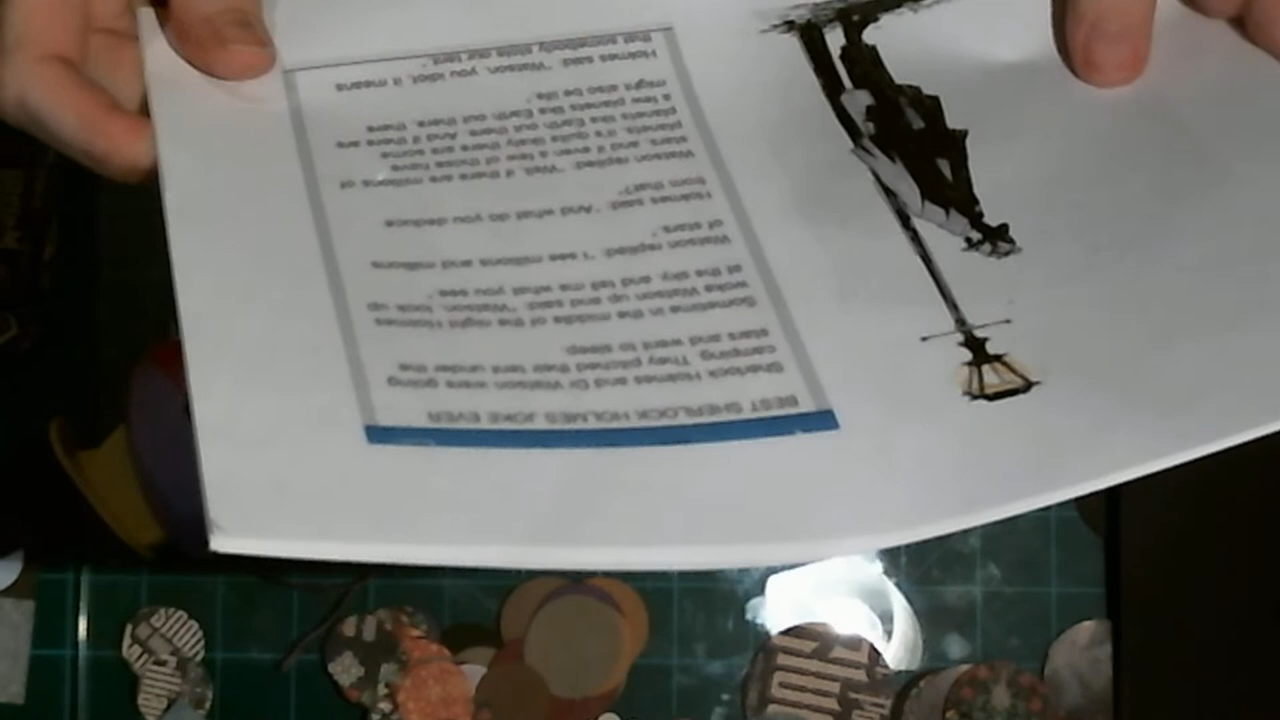 BEST SHERLOCK HOLMES JOKE EVER
Sherlock Holmes and Dr Watson were going
camping. They pitched their tent under the
stars and went to sleep.
Sometime in the middle of the night Holmes
woke Watson up and said: "Watson, look up
at the sky, and tell me what you see."
Watson replied: "I see millions and millions
of stars."
Holmes said: "And what do you deduce
from that?"
Watson replied: "Well, if there are millions of
stars, and if even a few of those have
planets, it's quite likely there are some
planets like Earth out there. And if there are
a few planets like Earth out there, there
might also be life."
Holmes said: "Watson, you idiot, it means
that somebody stole our tent."